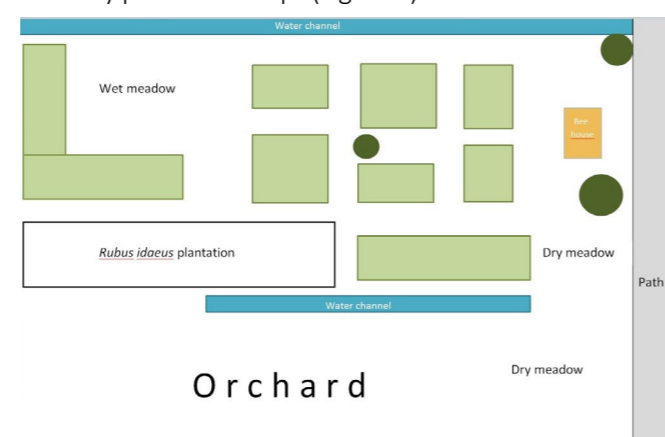 Water channel
Wet meadow
Bee-
house
Rubus idaeus plantation
Dry meadow
Path
Water channel
Dry meadow
Orchard